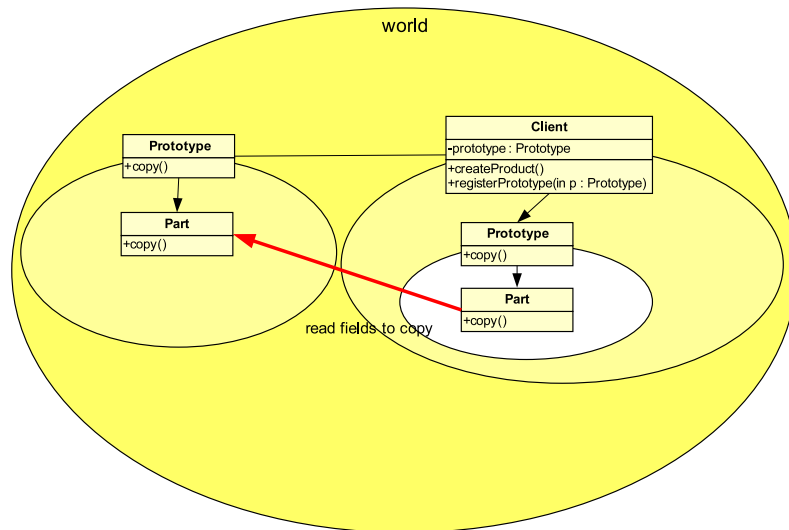 world
Prototype
+copy()
Part
+copy()
Client
-prototype : Prototype
+createProduct()
+registerPrototype(in p : Prototype)
Prototype
+copy()
Part
+copy()
read fields to copy